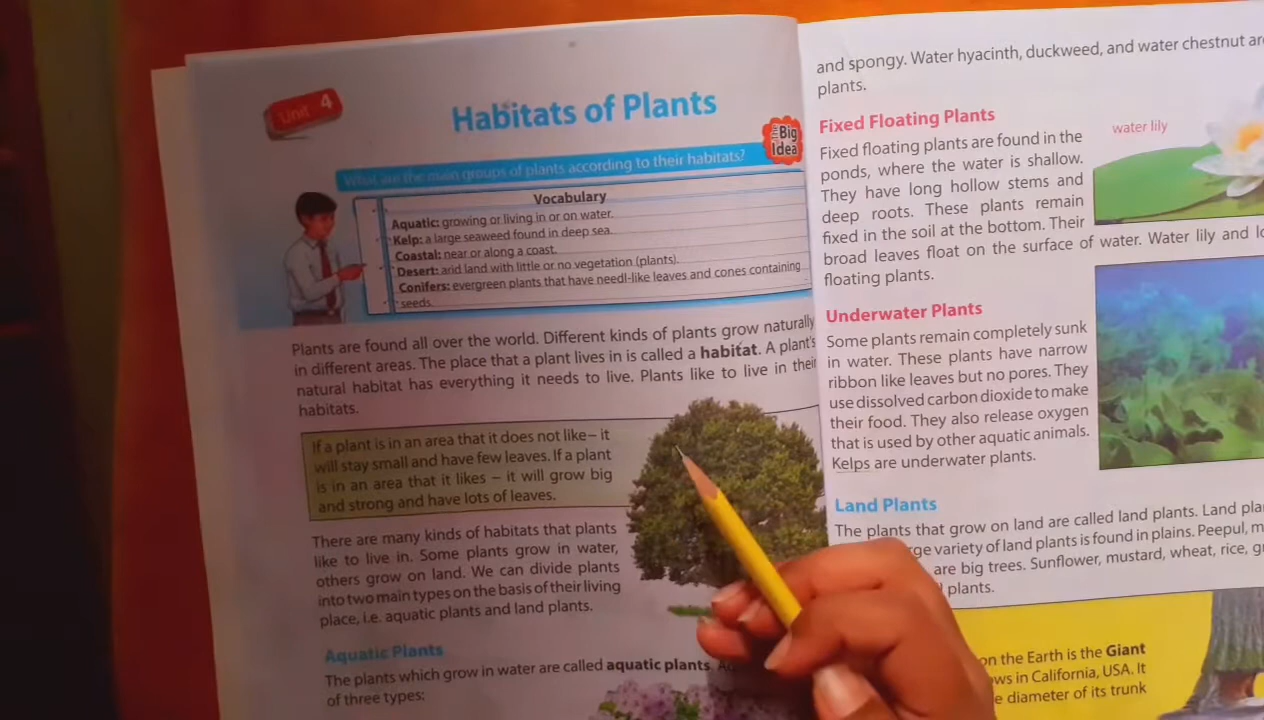 Unit 4
Habitats of Plants
The Big
Idea
What are the main groups of plants according to their habitats?
Vocabulary
Aquatic: growing or living in or on water.
Kelp: a large seaweed found in deep sea.
Coastal: near or along a coast.
Desert: arid land with little or no vegetation (plants).
Conifers: evergreen plants that have needl-like leaves and cones containing
seeds.
Plants are found all over the world. Different kinds of plants grow naturally
in different areas. The place that a plant lives in is called a habitat. A plant's
natural habitat has everything it needs to live. Plants like to live in their
habitats.
If a plant is in an area that it does not like – it
will stay small and have few leaves. If a plant
is in an area that it likes – it will grow big
and strong and have lots of leaves.
There are many kinds of habitats that plants
like to live in. Some plants grow in water,
others grow on land. We can divide plants
into two main types on the basis of their living
place, i.e. aquatic plants and land plants.
Aquatic Plants
The plants which grow in water are called aquatic plants.
of three types:
and spongy. Water hyacinth, duckweed, and water chestnut
plants.
Fixed Floating Plants
water lily
Fixed floating plants are found in the
ponds, where the water is shallow.
They have long hollow stems and
deep roots. These plants remain
fixed in the soil at the bottom. Their
broad leaves float on the surface of water. Water lily and
floating plants.
Underwater Plants
Some plants remain completely sunk
in water. These plants have narrow
ribbon like leaves but no pores. They
use dissolved carbon dioxide to make
their food. They also release oxygen
that is used by other aquatic animals.
Kelps are underwater plants.
Land Plants
The plants that grow on land are called land plants. Land
variety of land plants is found in plains. Peepul,
are big trees. Sunflower, mustard, wheat, rice,
plants.
on the Earth is the Giant
in California, USA. It
diameter of its trunk